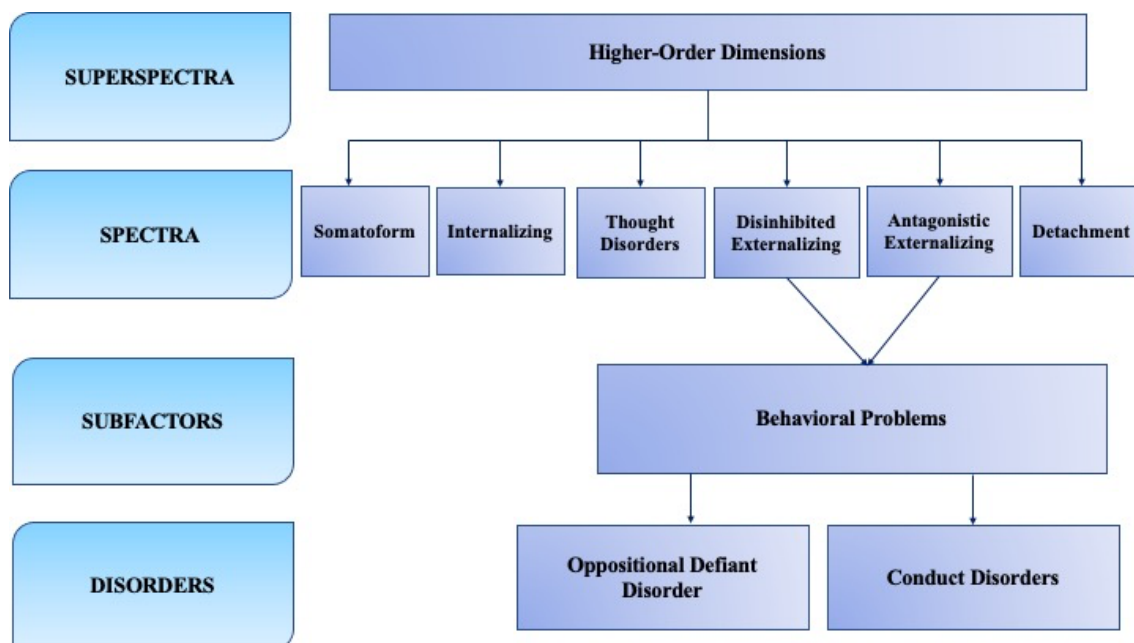 SUPERSPECTRA
Higher-Order Dimensions
SPECTRA
Somatoform
Internalizing
Thought
Disorders
Disinhibited
Externalizing
Antagonistic
Externalizing
Detachment
SUBFACTORS
Behavioral Problems
DISORDERS
Oppositional Defiant
Disorder
Conduct Disorders